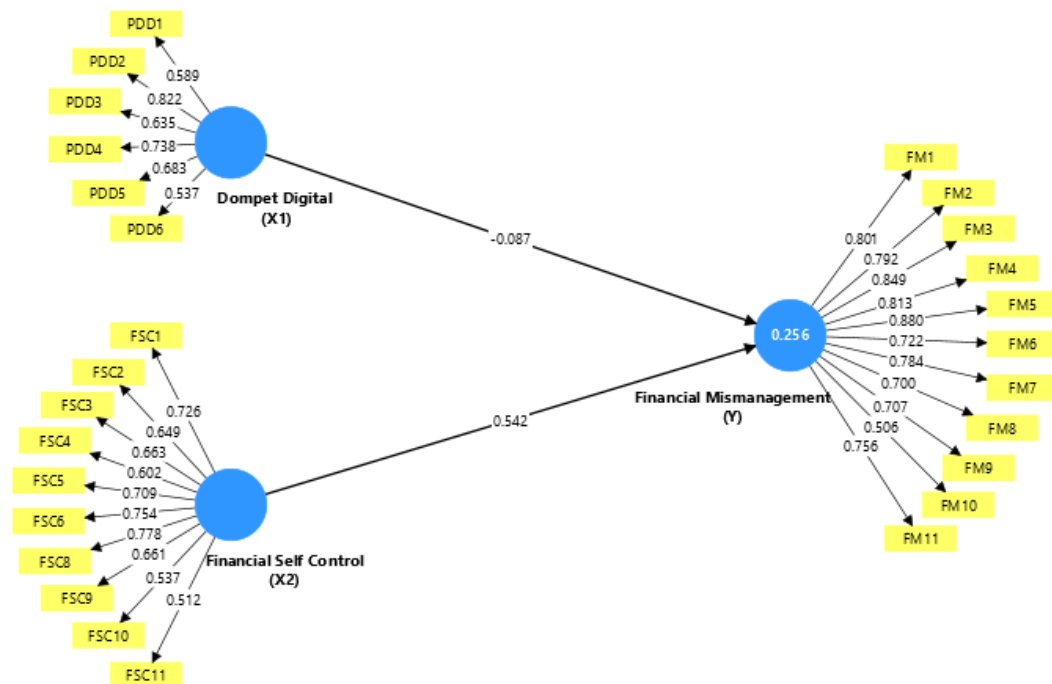 PDD1
PDD2
PDD3
PDD4
PDD5
PDD6
0.589
0.822
0.635
0.738
0.683
0.537
Dompet Digital
(X1)
-0.087
FSC1
FSC2
FSC3
FSC4
FSC5
FSC6
FSC8
FSC9
FSC10
FSC11
0.726
0.649
0.663
0.602
0.709
0.754
0.778
0.661
0.537
0.512
Financial Self Control
(X2)
0.542
0.256
Financial Mismanagement
(Y)
0.801
0.792
0.849
0.813
0.880
0.722
0.784
0.700
0.707
0.506
0.756
FM1
FM2
FM3
FM4
FM5
FM6
FM7
FM8
FM9
FM10
FM11